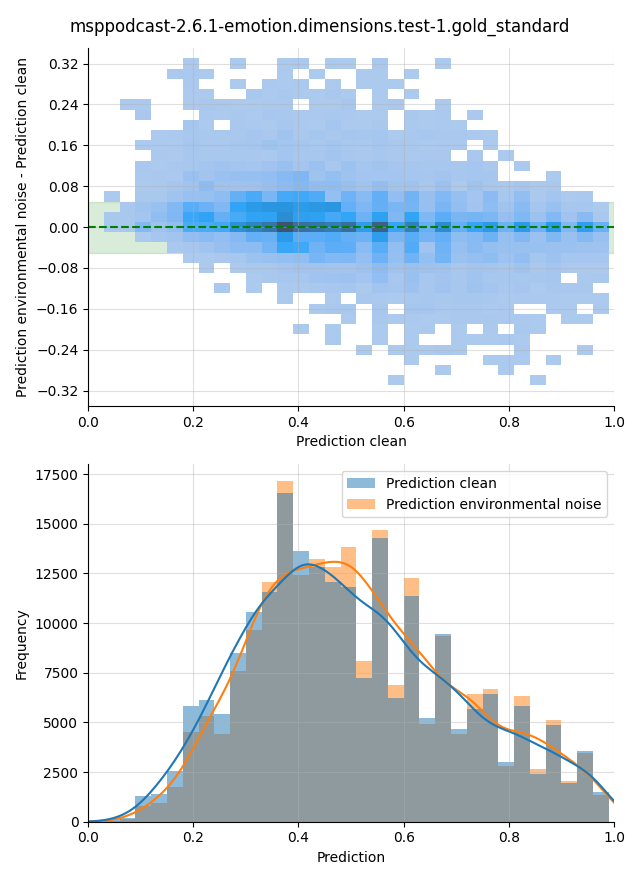 msppodcast-2.6.1-emotion.dimensions.test-1.gold_standard
Prediction environmental noise - Prediction clean
0.32
0.24
0.16
0.08
0.00
−0.08
−0.16
−0.24
−0.32
0.0 0.2 0.4 0.6 0.8 1.0
Prediction clean
Frequency
17500
15000
12500
10000
7500
5000
2500
0
Prediction clean
Prediction environmental noise
0.0 0.2 0.4 0.6 0.8 1.0
Prediction